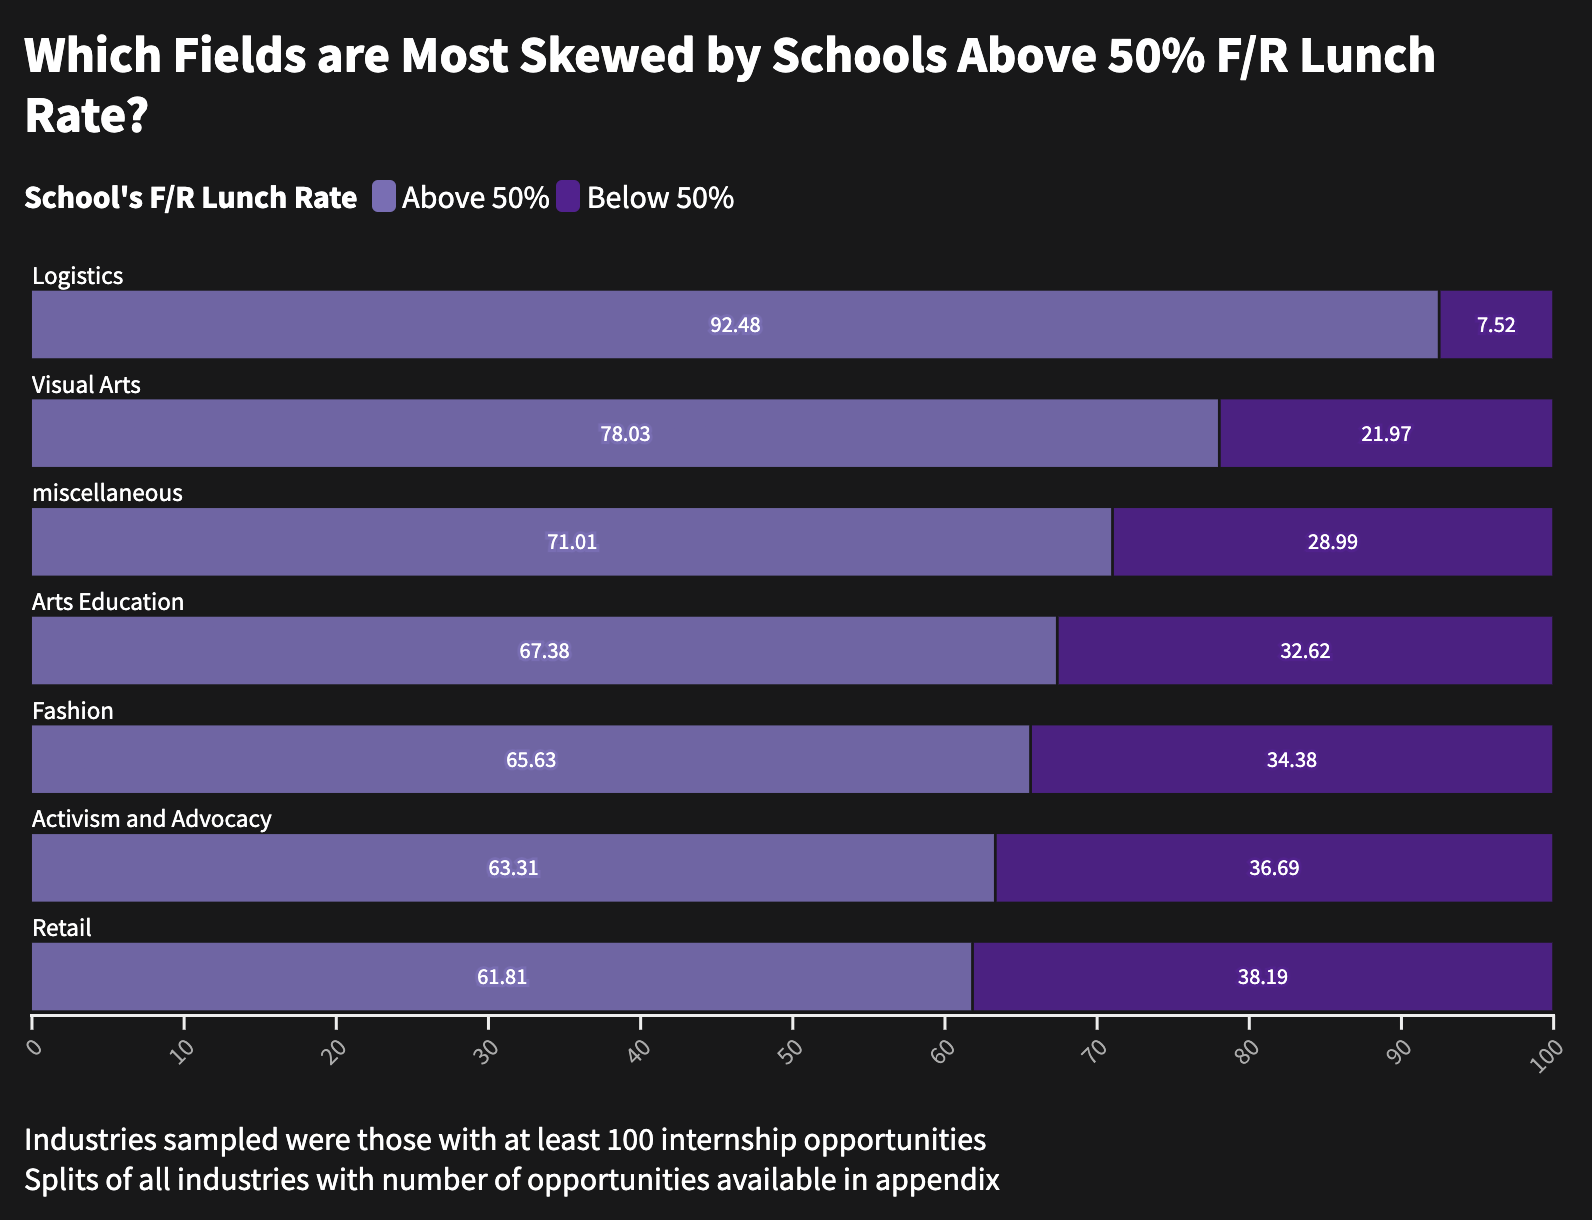 Which Fields are Most Skewed by Schools Above 50% F/R Lunch
Rate?
School's F/R Lunch Rate Above 50% Below 50%
Logistics
92.48 7.52
Visual Arts
78.03 21.97
miscellaneous
71.01 28.99
Arts Education
67.38 32.62
Fashion
65.63 34.38
Activism and Advocacy
63.31 36.69
Retail
61.81 38.19
0 10 20 30 40 50 60 70 80 90 100
Industries sampled were those with at least 100 internship opportunities
Splits of all industries with number of opportunities available in appendix